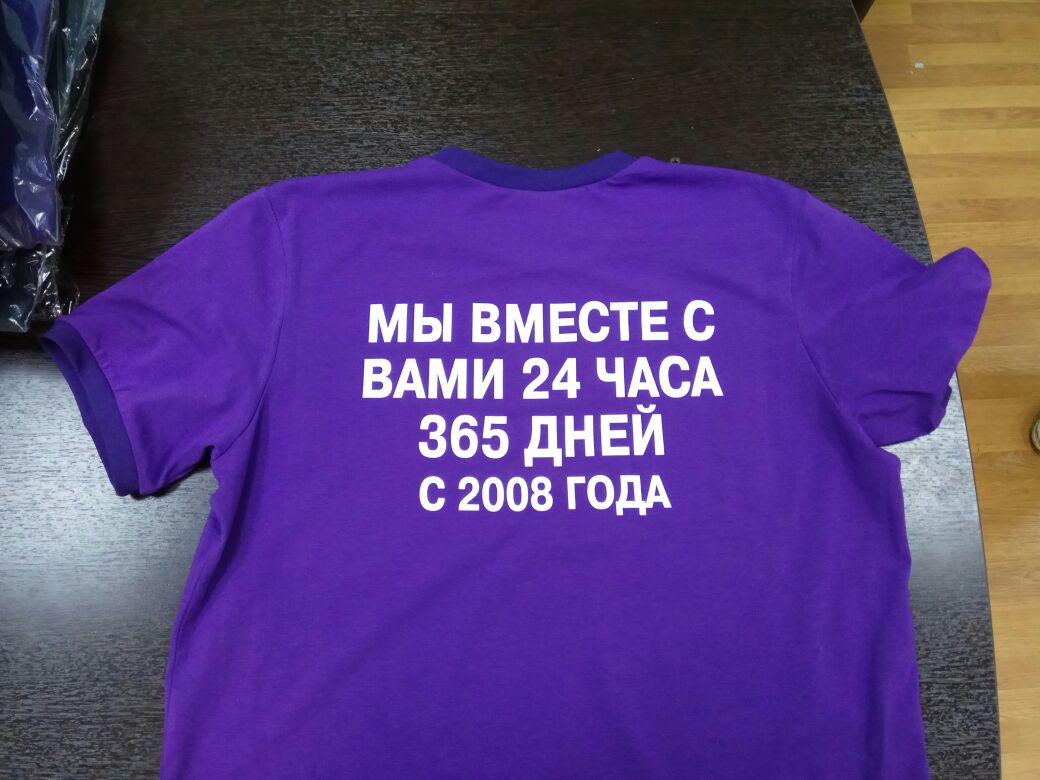 МЫ ВМЕСТЕ С
ВАМИ 24 ЧАСА
365 ДНЕЙ
С 2008 ГОДА